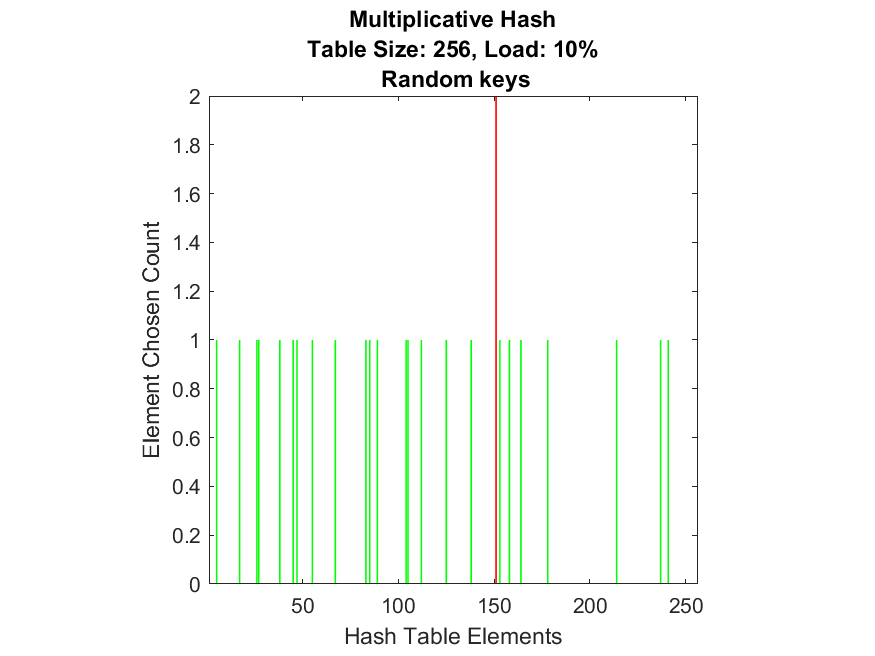 Multiplicative Hash
Table Size: 256, Load: 10%
Random keys
2
1.8
1.6
1.4
1.2
1
0.8
0.6
0.4
0.2
0
Element Chosen Count
50 100 150 200 250
Hash Table Elements